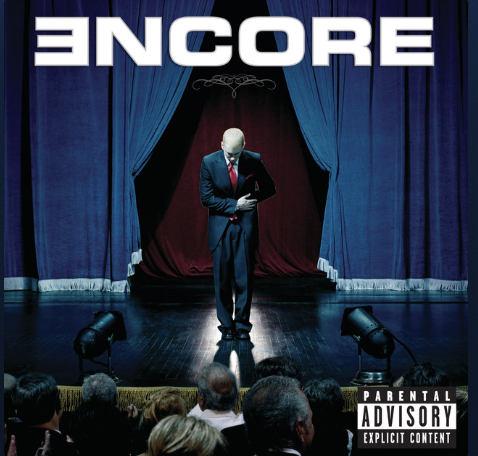 ƎNCORE
PARENTAL
ADVISORY
EXPLICIT CONTENT